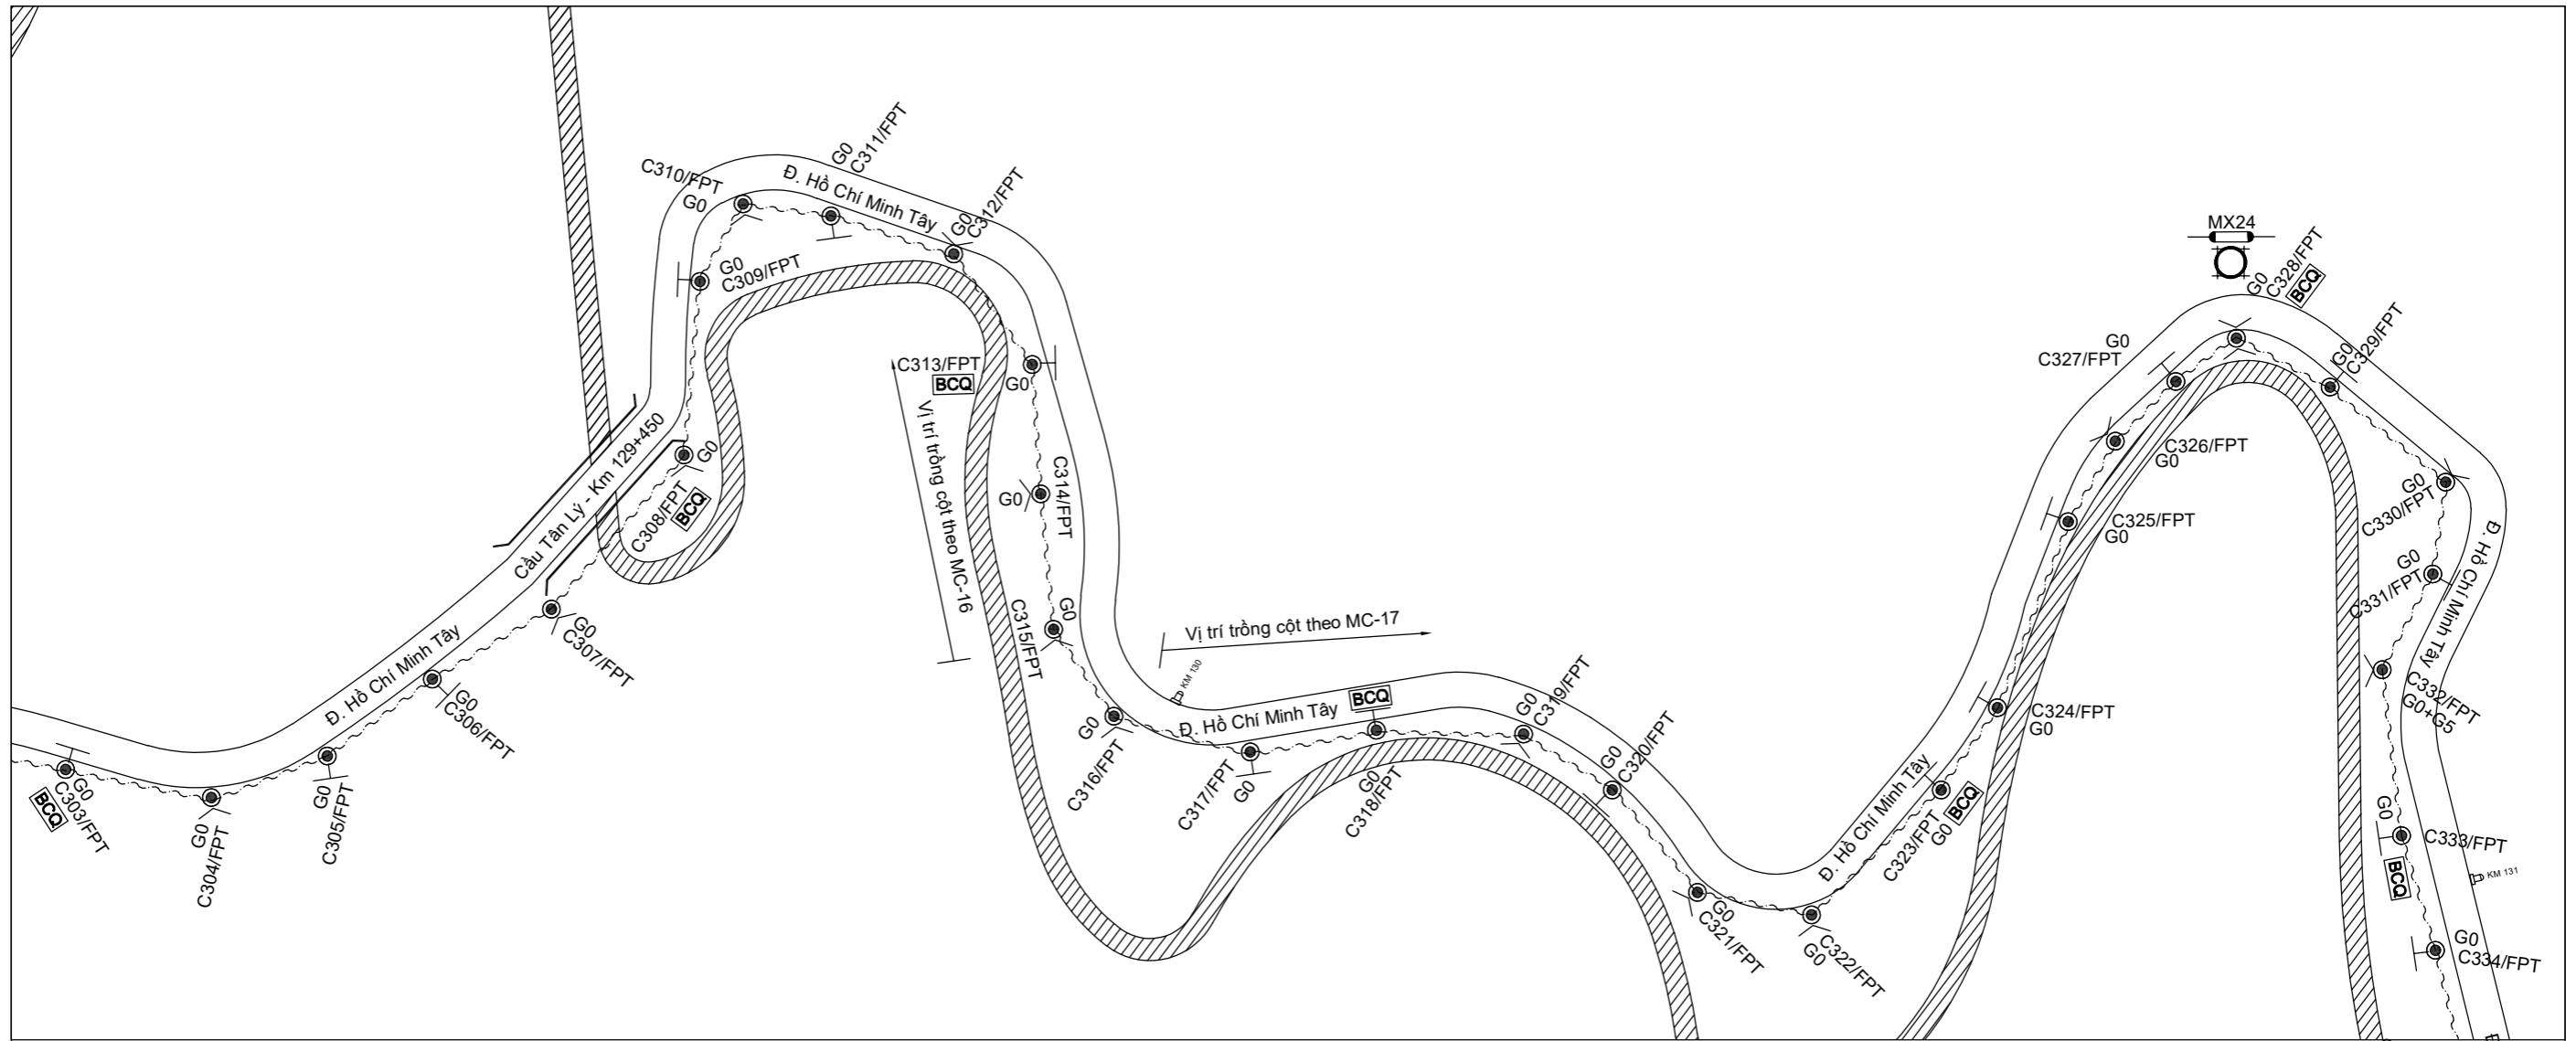 BCQ
G0
C303/FPT
G0
C304/FPT
G0
C305/FPT
Đ. Hồ Chí Minh Tây
G0
C306/FPT
G0
C307/FPT
Cầu Tân Lý - Km 129+450
C308/FPT
BCQ
G0
G0
C309/FPT
C310/FPT
G0
G0
C311/FPT
Đ. Hồ Chí Minh Tây
G0
C312/FPT
C313/FPT
BCQ
G0
Vị trí trồng cột theo MC-16
G0
C314/FPT
C315/FPT
G0
G0
C316/FPT
KM 130
Vị trí trồng cột theo MC-17
Đ. Hồ Chí Minh Tây
BCQ
C317/FPT
G0
G0
C318/FPT
G0
C319/FPT
G0
C320/FPT
G0
C321/FPT
C322/FPT
G0
Đ. Hồ Chí Minh Tây
C323/FPT
G0
BCQ
C324/FPT
G0
C325/FPT
G0
C326/FPT
G0
G0
C327/FPT
MX24
G0
C328/FPT
BCQ
G0
C329/FPT
G0
C330/FPT
Đ. Hồ Chí Minh Tây
G0
C331/FPT
C332/FPT
G0+G5
G0
C333/FPT
BCQ
KM 131
G0
C334/FPT